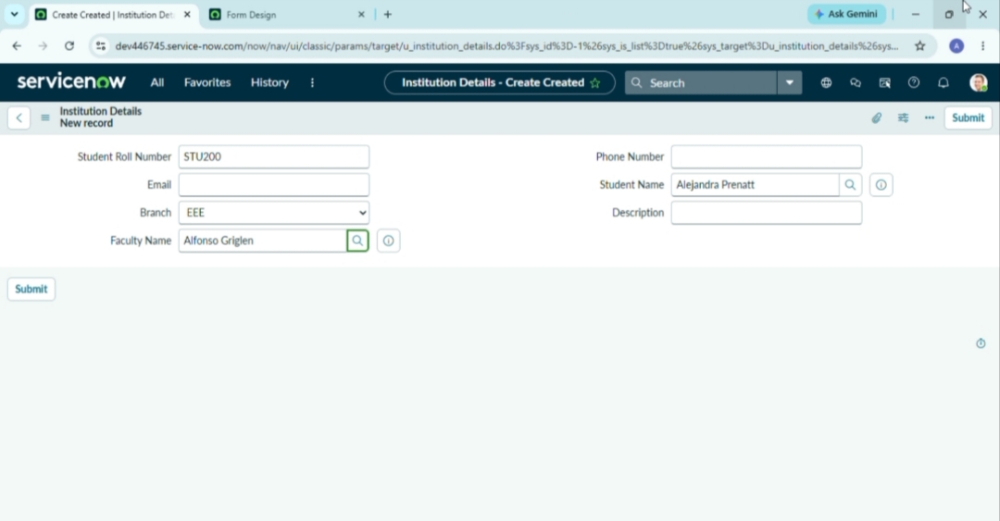 Create Created | Institution Det
Form Design
Ask Gemini
dev446745.service-now.com/now/nav/ui/classic/params/target/u_institution_details.do%3Fsys_id%3D-1%26sys_is_list%3Dtrue%26sys_target%3Du_institution_details%26sys...
A
servicenow
All
Favorites
History
Institution Details - Create Created
Search
Institution Details
New record
Submit
Student Roll Number
STU200
Phone Number
Email
Student Name
Alejandra Prenatt
Branch
EEE
Description
Faculty Name
Alfonso Griglen
Submit